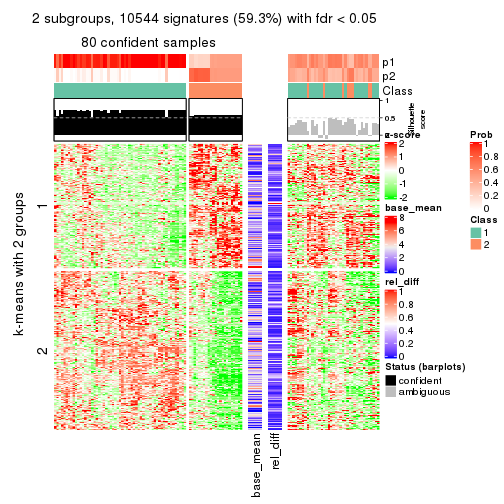 2 subgroups, 10544 signatures (59.3%) with fdr < 0.05
80 confident samples
p1
p2
Class
1
0.5
0
Silhouette
score
z-score
2
1
0
-1
-2
base_mean
8
6
4
2
0
rel_diff
1
0.8
0.6
0.4
0.2
0
Status (barplots)
confident
ambiguous
Prob
1
0.8
0.6
0.4
0.2
0
Class
1
2
k-means with 2 groups
1
2
base_mean
rel_diff